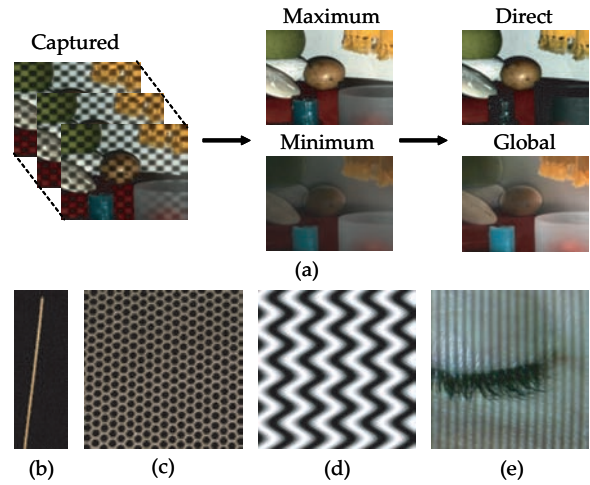 Captured
Maximum
Direct
Minimum
Global
(a)
(b)
(c)
(d)
(e)